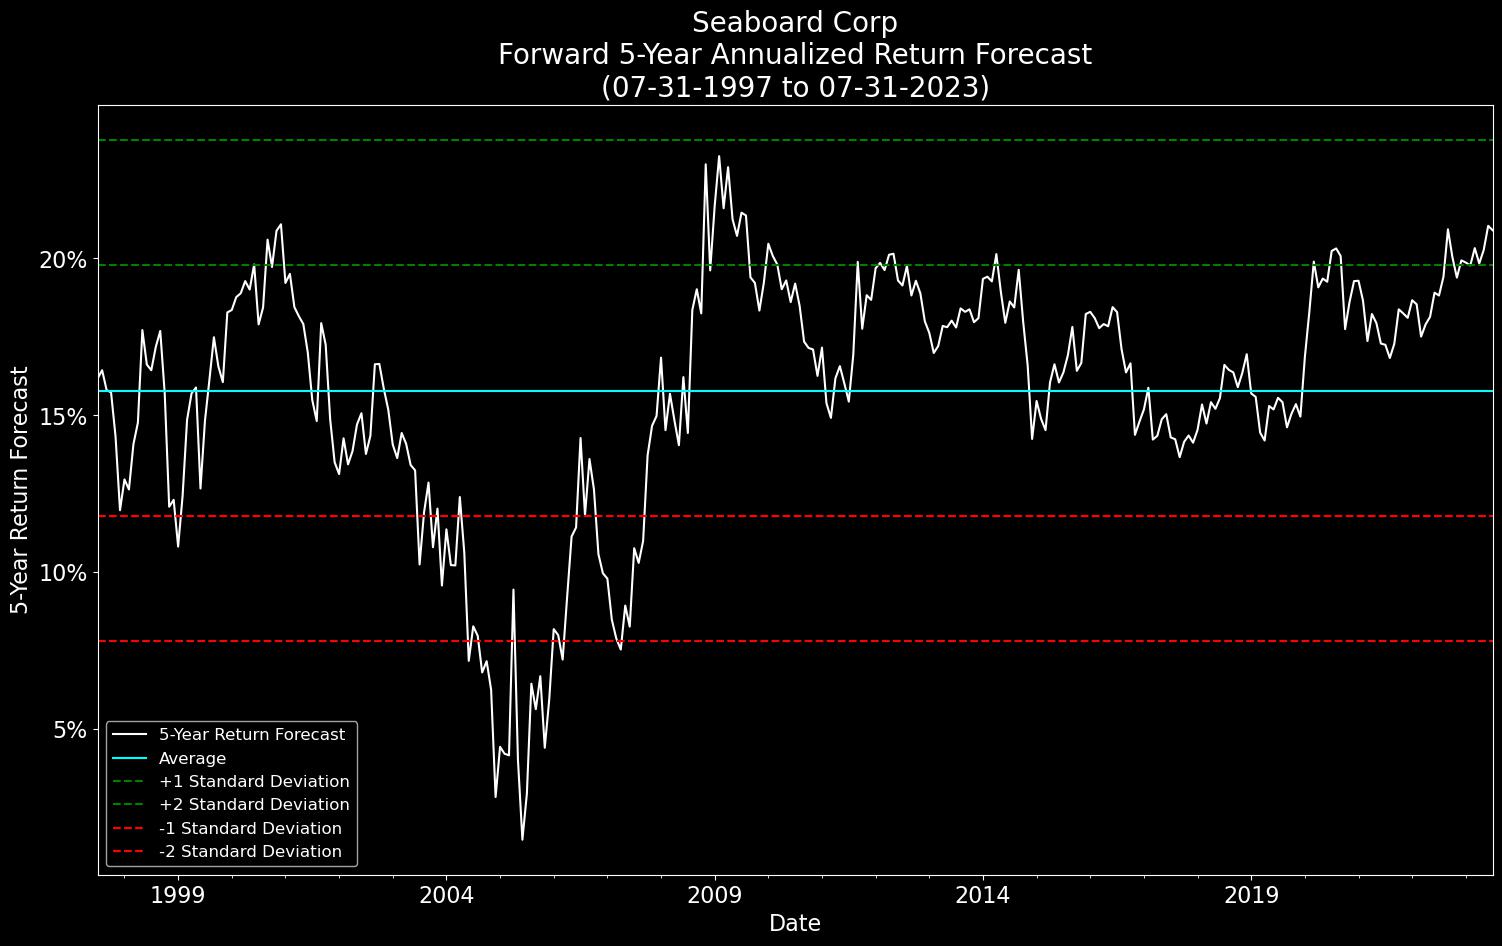 Seaboard Corp
Forward 5-Year Annualized Return Forecast
(07-31-1997 to 07-31-2023)
5-Year Return Forecast
20%
15%
10%
5%
5-Year Return Forecast
Average
+1 Standard Deviation
+2 Standard Deviation
-1 Standard Deviation
-2 Standard Deviation
1999
2004
2009
2014
2019
Date